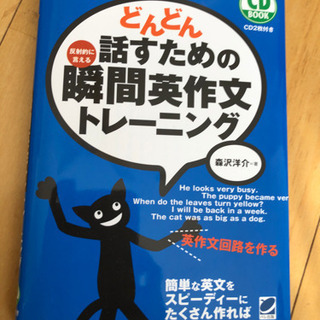 CD
BOOK
CD2枚付き
どんどん
反射的に
言える
話すための
瞬間英作文
トレーニング
森沢洋介
He looks very busy.
The puppy became ver
When do the leaves turn yellow?
I will be back in a week.
The cat was as big as a dog.
英作文回路を作る
簡単な英文を
スピーディーに
たくさん作れば